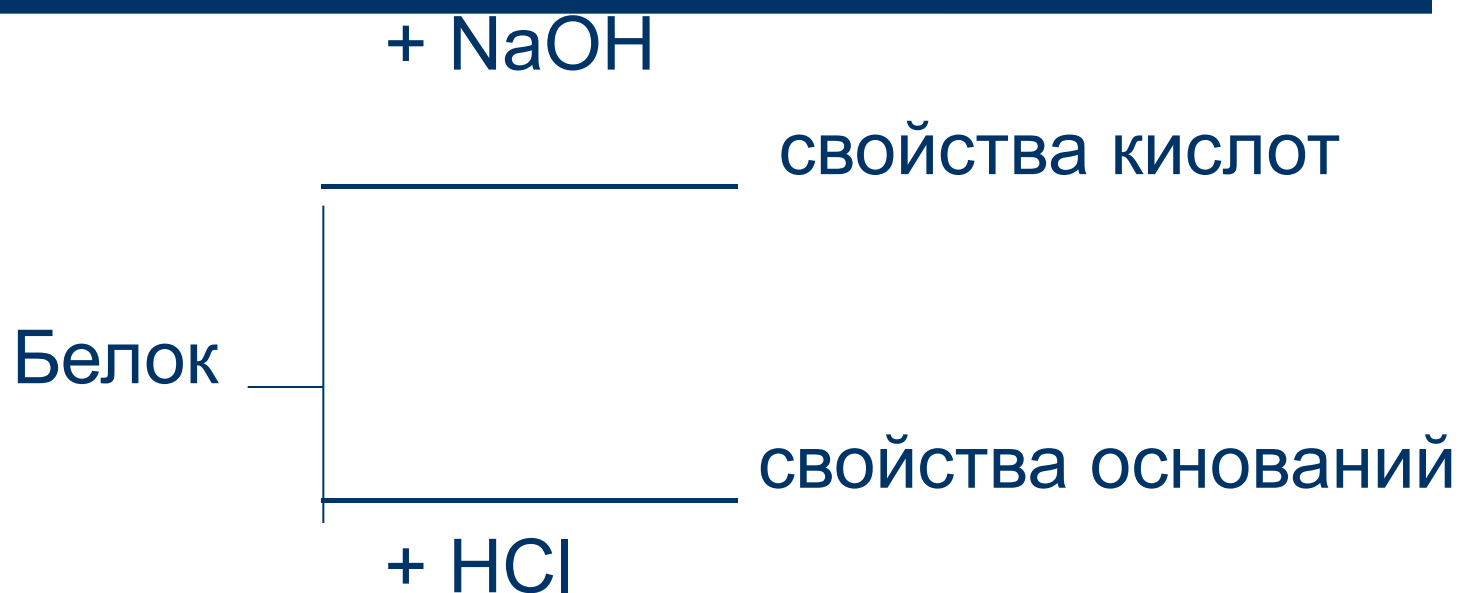 + NaOH
свойства кислот
Белок
свойства оснований
+ HCl